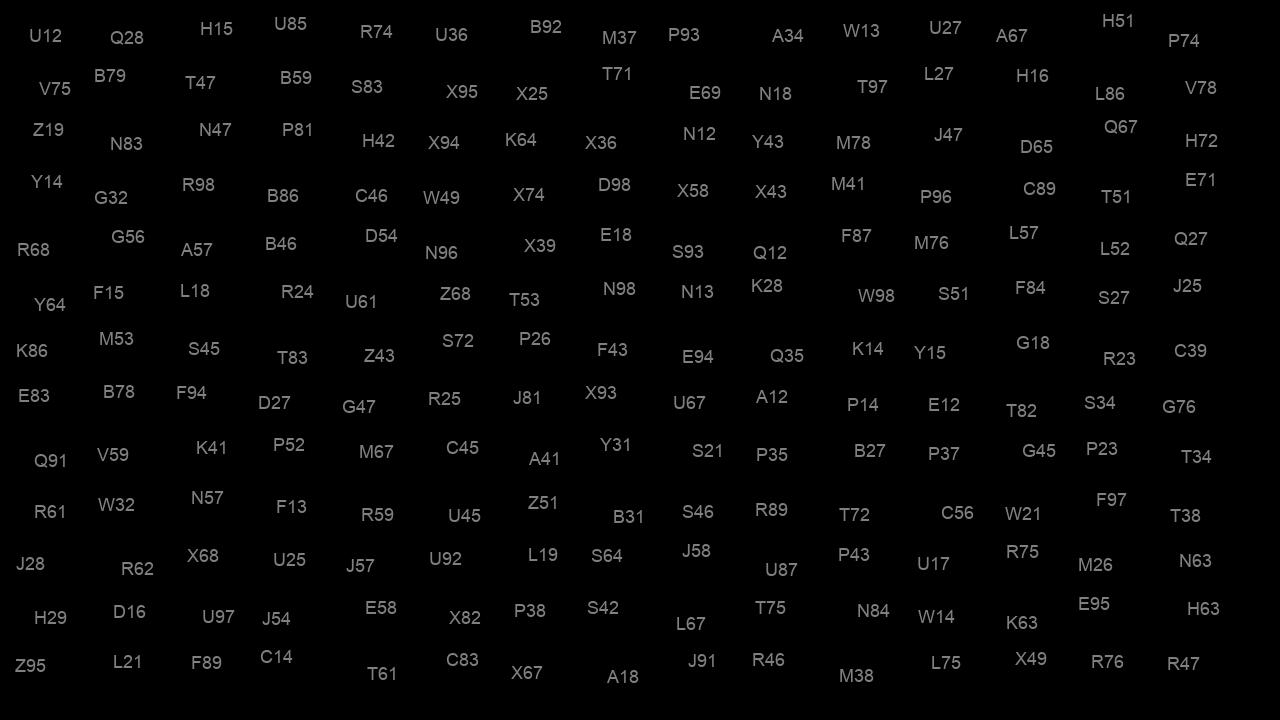 U12 Q28 H15 U85 R74 U36 B92 M37 P93 A34 W13 U27 A67 H51 P74
V75 B79 T47 B59 S83 X95 X25 T71 E69 N18 T97 L27 H16 L86 V78
Z19 N83 N47 P81 H42 X94 K64 X36 N12 Y43 M78 J47 D65 Q67 H72
Y14 G32 R98 B86 C46 W49 X74 D98 X58 X43 M41 P96 C89 T51 E71
R68 G56 A57 B46 D54 N96 X39 E18 S93 Q12 F87 M76 L57 L52 Q27
Y64 F15 L18 R24 U61 Z68 T53 N98 N13 K28 W98 S51 F84 S27 J25
K86 M53 S45 T83 Z43 S72 P26 F43 E94 Q35 K14 Y15 G18 R23 C39
E83 B78 F94 D27 G47 R25 J81 X93 U67 A12 P14 E12 T82 S34 G76
Q91 V59 K41 P52 M67 C45 A41 Y31 S21 P35 B27 P37 G45 P23 T34
R61 W32 N57 F13 R59 U45 Z51 B31 S46 R89 T72 C56 W21 F97 T38
J28 R62 X68 U25 J57 U92 L19 S64 J58 U87 P43 U17 R75 M26 N63
H29 D16 U97 J54 E58 X82 P38 S42 L67 T75 N84 W14 K63 E95 H63
Z95 L21 F89 C14 T61 C83 X67 A18 J91 R46 M38 L75 X49 R76 R47